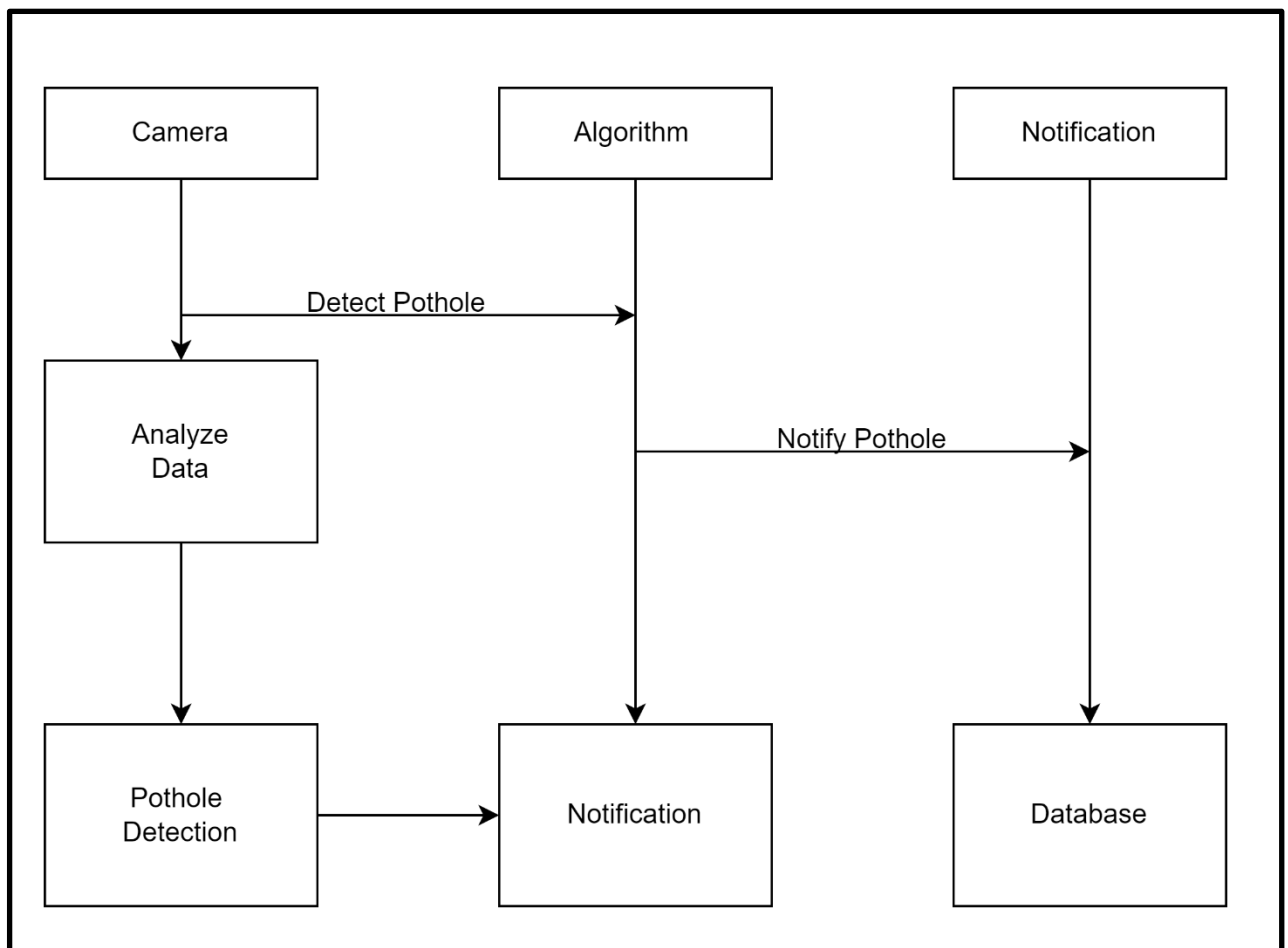 Camera
Algorithm
Notification
Detect Pothole
Analyze
Data
Notify Pothole
Pothole
Detection
Notification
Database